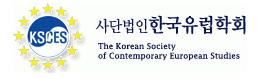 KSCES
사단법인한국유럽학회
The Korean Society
of Contemporary European Studies